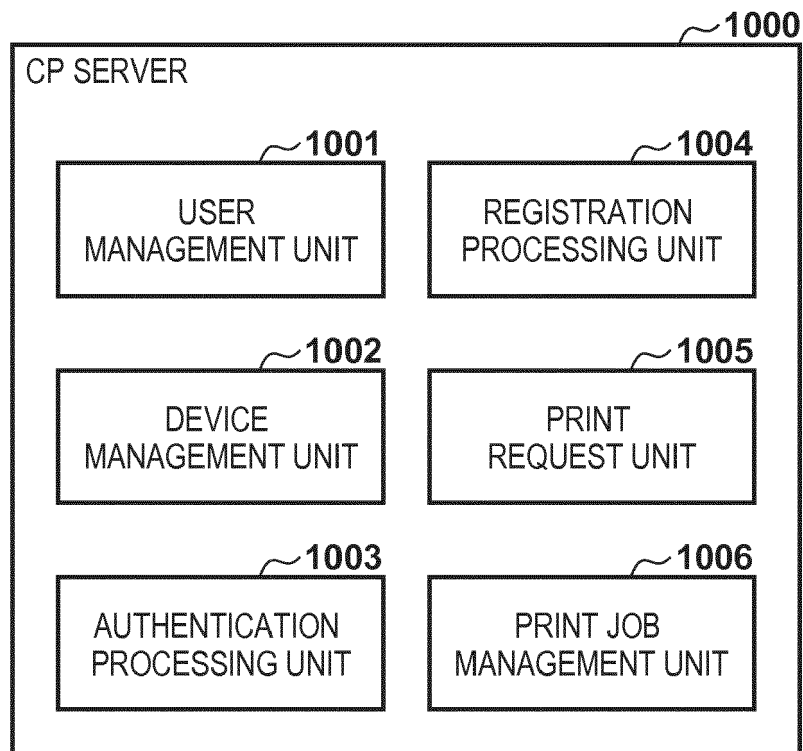 1000
CP SERVER
1001
USER
MANAGEMENT UNIT
1004
REGISTRATION
PROCESSING UNIT
1002
DEVICE
MANAGEMENT UNIT
1005
PRINT
REQUEST UNIT
1003
AUTHENTICATION
PROCESSING UNIT
1006
PRINT JOB
MANAGEMENT UNIT